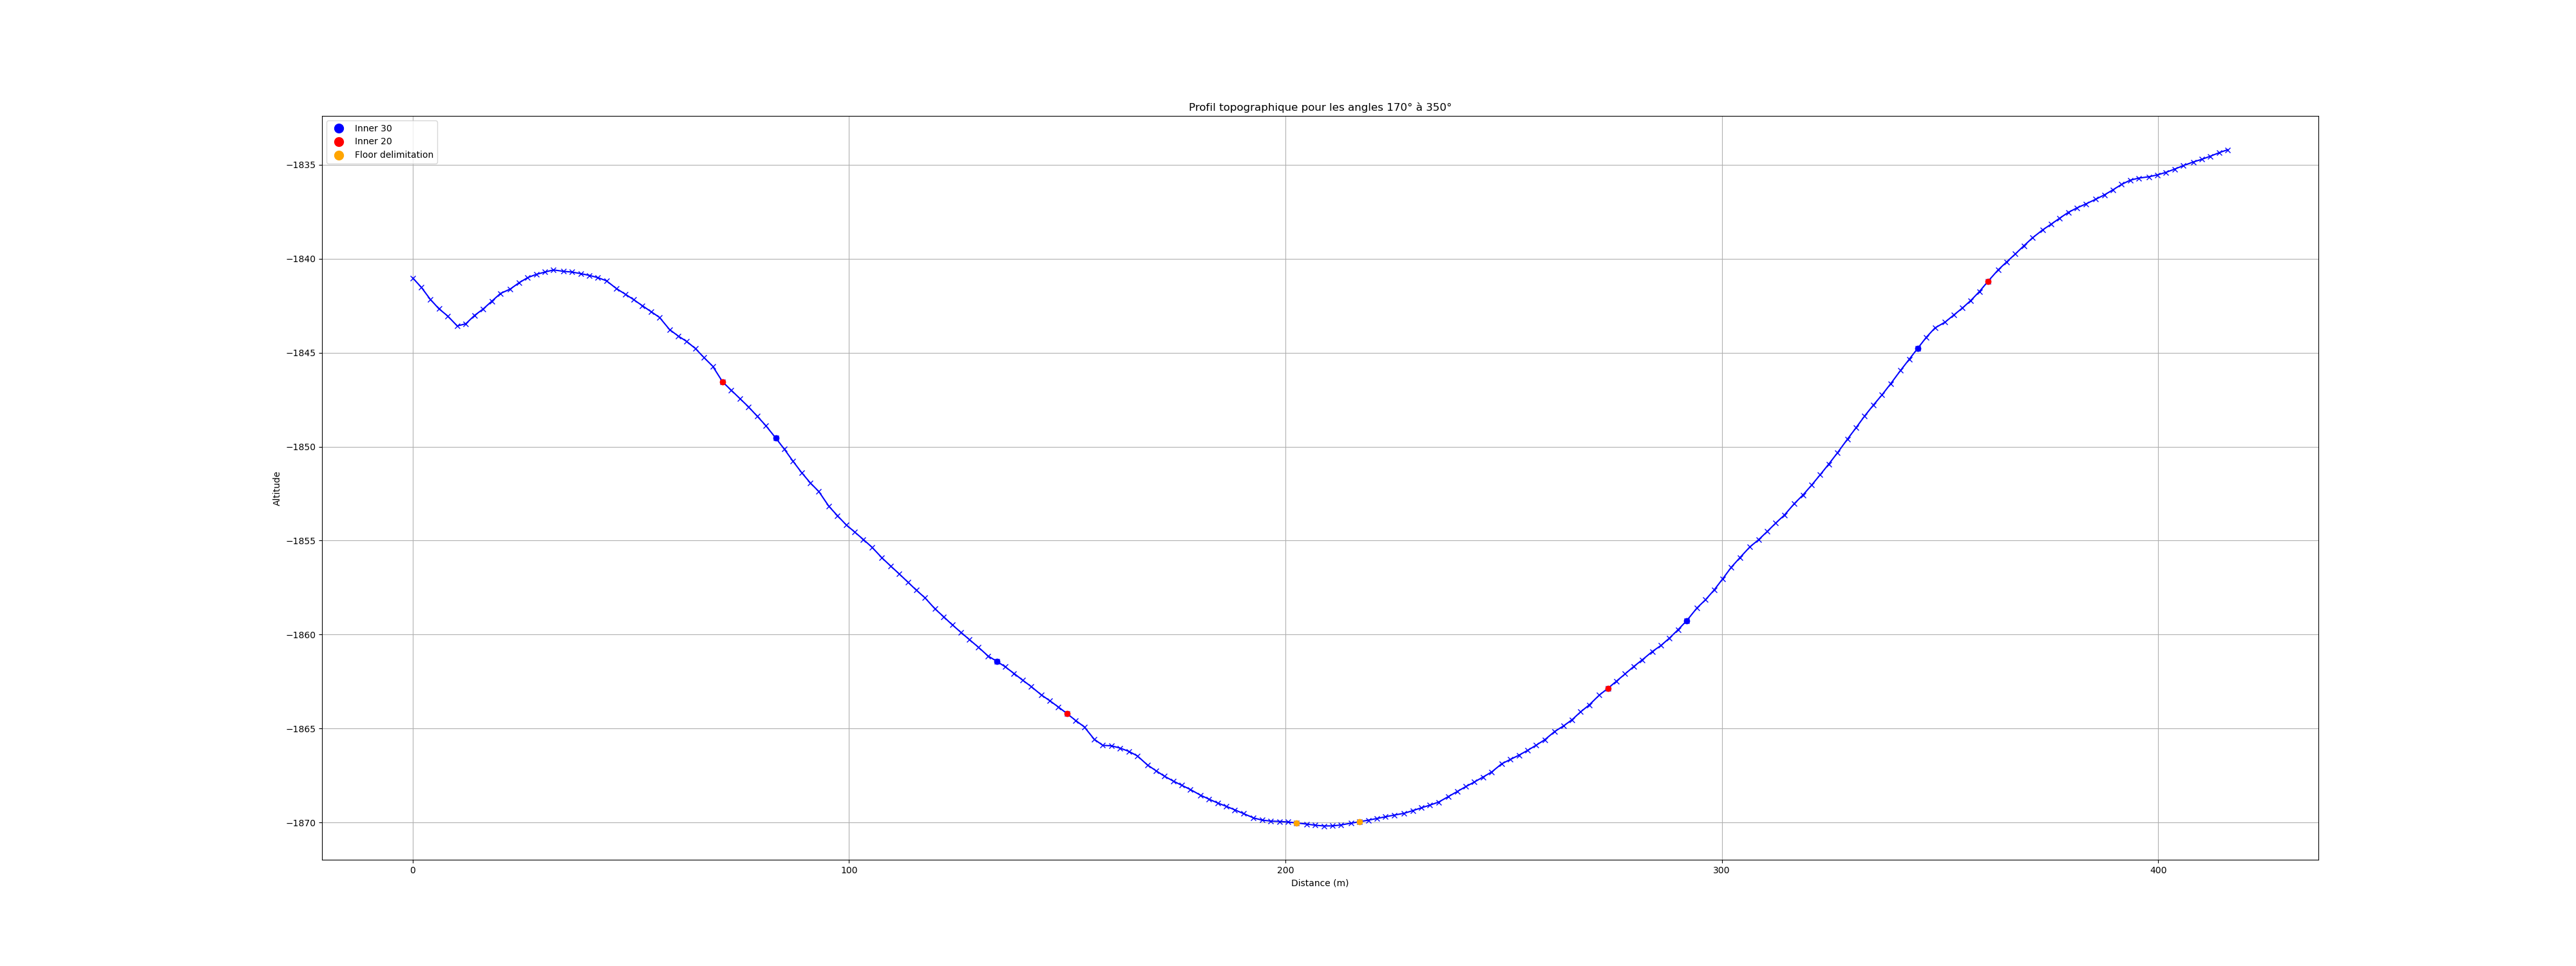 Profil topographique pour les angles 170° à 350°
Inner 30
Inner 20
Floor delimitation
−1835
−1840
−1845
−1850
−1855
−1860
−1865
−1870
Altitude
0 100 200 300 400
Distance (m)